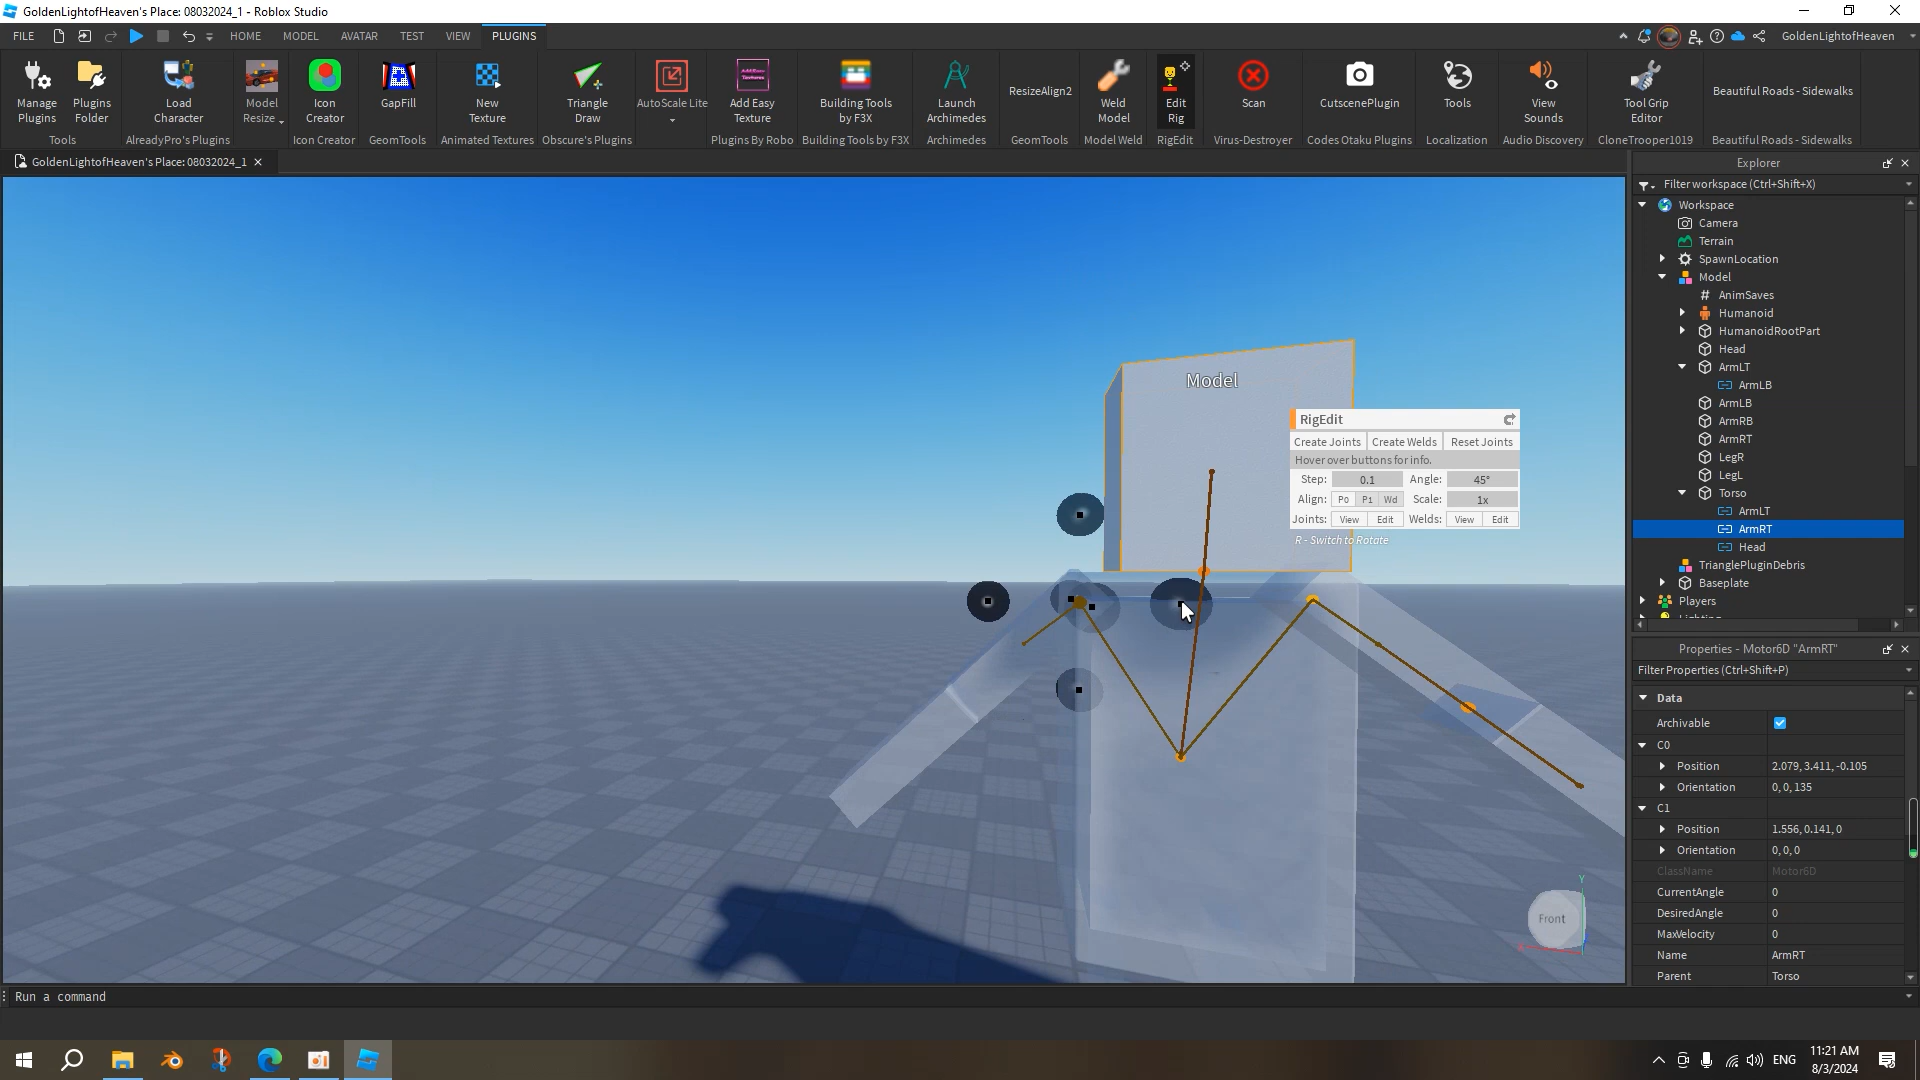 GoldenLightofHeaven's Place: 08032024_1 - Roblox Studio
FILE
HOME
MODEL
AVATAR
TEST
VIEW
PLUGINS
GoldenLightofHeaven
Manage Plugins
Plugins Folder
Load Character
Model Resize
Icon Creator
GapFill
New Texture
Triangle Draw
AutoScale Lite
Add Easy Texture
Building Tools by F3X
Launch Archimedes
ResizeAlign2
Weld Model
Edit Rig
Scan
CutscenePlugin
Tools
View Sounds
Tool Grip Editor
Beautiful Roads - Sidewalks
Tools
AlreadyPro's Plugins
Icon Creator
GeomTools
Animated Textures
Obscure's Plugins
Plugins By Robo
Building Tools by F3X
Archimedes
GeomTools
Model Weld
RigEdit
Virus-Destroyer
Codes Otaku Plugins
Localization
Audio Discovery
CloneTrooper1019
Beautiful Roads - Sidewalks
GoldenLightofHeaven's Place: 08032024_1
Model
RigEdit
Create Joints Create Welds Reset Joints
Hover over buttons for info.
Step: 0.1 Angle: 45°
Align: P0 P1 Wd Scale: 1x
Joints: View Edit Welds: View Edit
R - Switch to Rotate
Front
Y
Explorer
Filter workspace (Ctrl+Shift+X)
Workspace
Camera
Terrain
SpawnLocation
Model
# AnimSaves
Humanoid
HumanoidRootPart
Head
ArmLT
ArmLB
ArmLB
ArmRB
ArmRT
LegR
LegL
Torso
ArmLT
ArmRT
Head
TrianglePluginDebris
Baseplate
Players
Lighting
Properties - Motor6D "ArmRT"
Filter Properties (Ctrl+Shift+P)
Data
Archivable
C0
Position 2.079, 3.411, -0.105
Orientation 0, 0, 135
C1
Position 1.556, 0.141, 0
Orientation 0, 0, 0
ClassName Motor6D
CurrentAngle 0
DesiredAngle 0
MaxVelocity 0
Name ArmRT
Parent Torso
Run a command
ENG
11:21 AM
8/3/2024